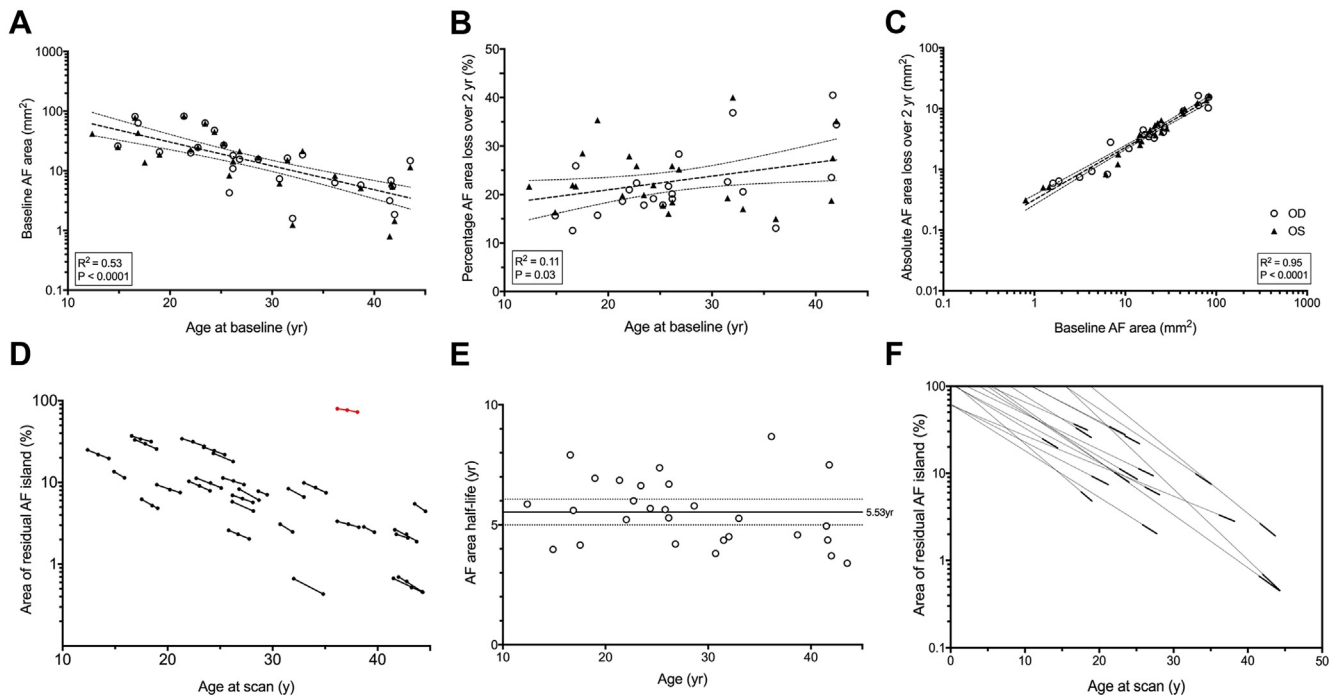 A
Baseline AF area (mm²)
1000
100
10
1
0.1
R² = 0.53
P < 0.0001
10
20
30
40
Age at baseline (yr)
B
Percentage AF area loss over 2 yr (%)
50
40
30
20
10
0
R² = 0.11
P = 0.03
10
20
30
40
Age at baseline (yr)
C
Absolute AF area loss over 2 yr (mm²)
100
10
1
0.1
0.01
OD
OS
R² = 0.95
P < 0.0001
0.1
1
10
100
1000
Baseline AF area (mm²)
D
Area of residual AF island (%)
100
10
1
10
20
30
40
Age at scan (y)
E
AF area half-life (yr)
10
5
0
5.53yr
10
20
30
40
Age (yr)
F
Area of residual AF island (%)
100
10
1
0.1
0
10
20
30
40
50
Age at scan (y)